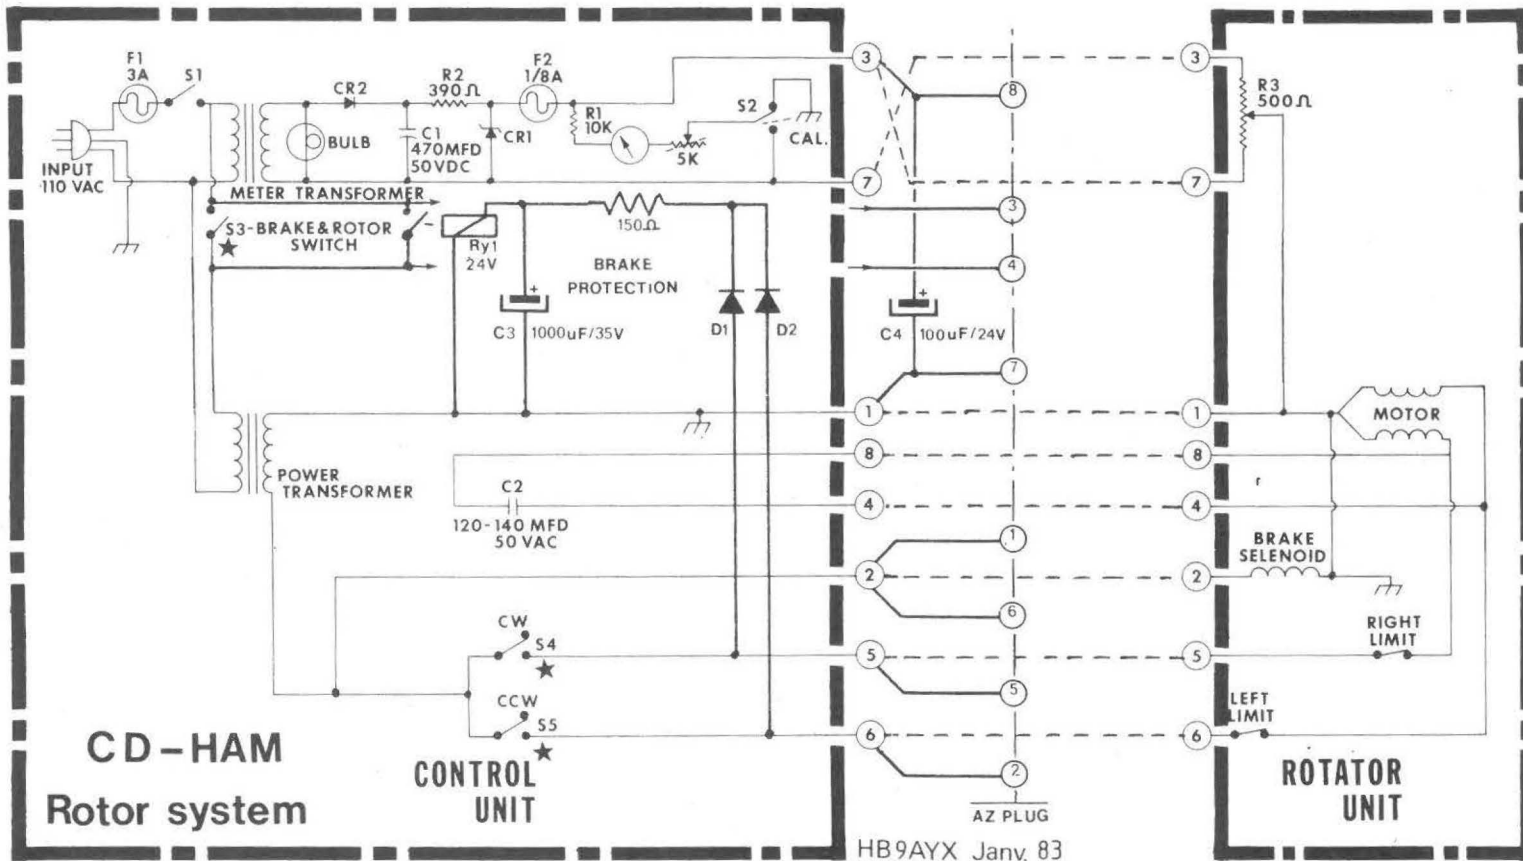 F1
3A
S1
CR2
R2
390Ω
F2
1/8A
R1
10K
S2
CAL.
5K
BULB
C1
470MFD
50VDC
CR1
INPUT
110 VAC
METER TRANSFORMER
S3-BRAKE&ROTOR
SWITCH
Ry1
24V
150Ω
BRAKE
PROTECTION
+
C3 1000uF/35V
D1
D2
POWER
TRANSFORMER
C2
120-140 MFD
50 VAC
CW
S4
CCW
S5
CD-HAM
Rotor system
CONTROL
UNIT
3
7
1
8
4
2
5
6
8
3
4
+
C4 100uF/24V
7
1
6
5
2
AZ PLUG
HB9AYX Janv. 83
3
7
1
8
4
2
5
6
R3
500Ω
MOTOR
r
BRAKE
SELENOID
RIGHT
LIMIT
LEFT
LIMIT
ROTATOR
UNIT